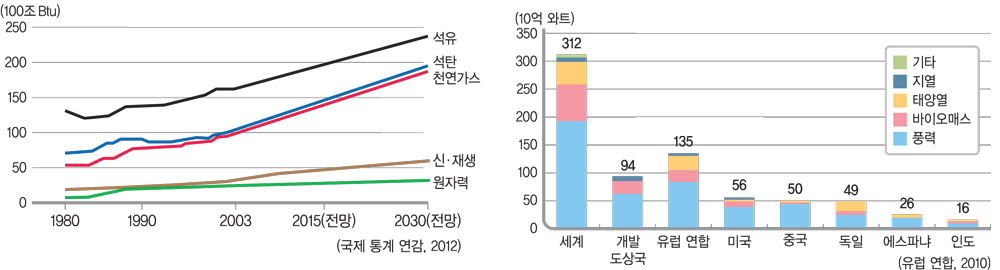 (100조 Btu)
250
200
150
100
50
0
석유
석탄
천연가스
신·재생
원자력
1980 1990 2003 2015(전망) 2030(전망)
(국제 통계 연감, 2012)
(10억 와트)
350
300
250
200
150
100
50
0
312
94
135
56
50
49
26
16
기타
지열
태양열
바이오매스
풍력
세계 개발 유럽 연합 미국 중국 독일 에스파냐 인도
도상국
(유럽 연합, 2010)